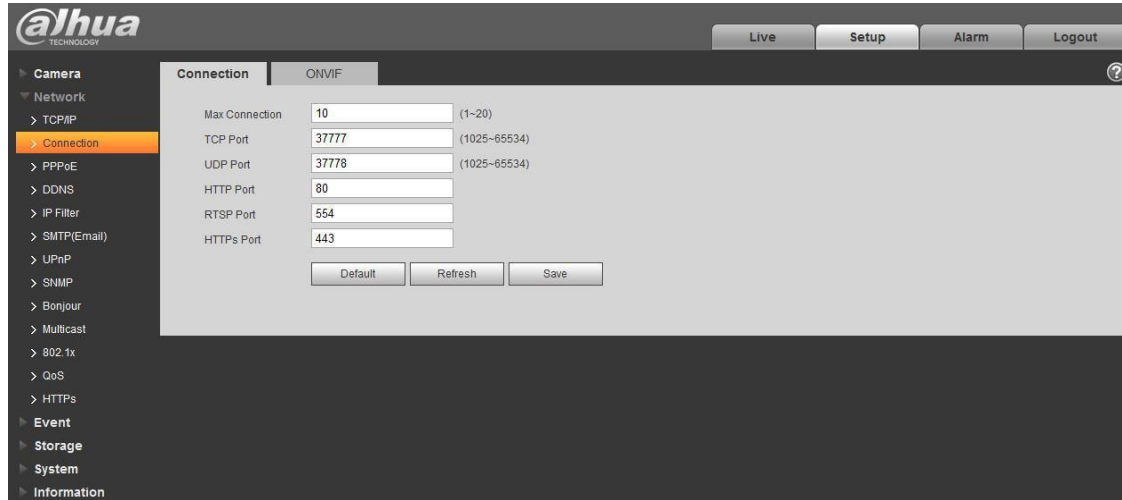 alhua
TECHNOLOGY
Live
Setup
Alarm
Logout
Camera
Network
> TCP/IP
> Connection
> PPPoE
> DDNS
> IP Filter
> SMTP(Email)
> UPnP
> SNMP
> Bonjour
> Multicast
> 802.1x
> QoS
> HTTPs
Event
Storage
System
Information
Connection
ONVIF
?
Max Connection 10 (1~20)
TCP Port 37777 (1025~65534)
UDP Port 37778 (1025~65534)
HTTP Port 80
RTSP Port 554
HTTPs Port 443
Default Refresh Save